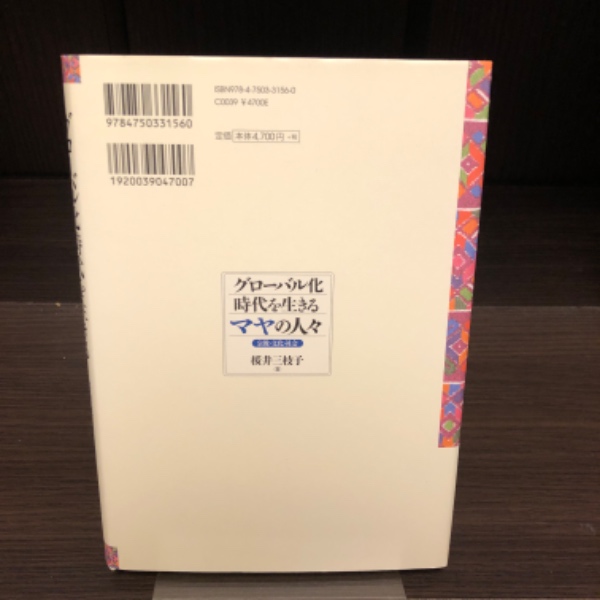 ISBN978-4-7503-3156-0
C0039 ¥4700E
9784750331560
定価 本体4,700円 +税
1920039047007
グローバル化
時代を生きる
マヤの人々
桜井三枝子